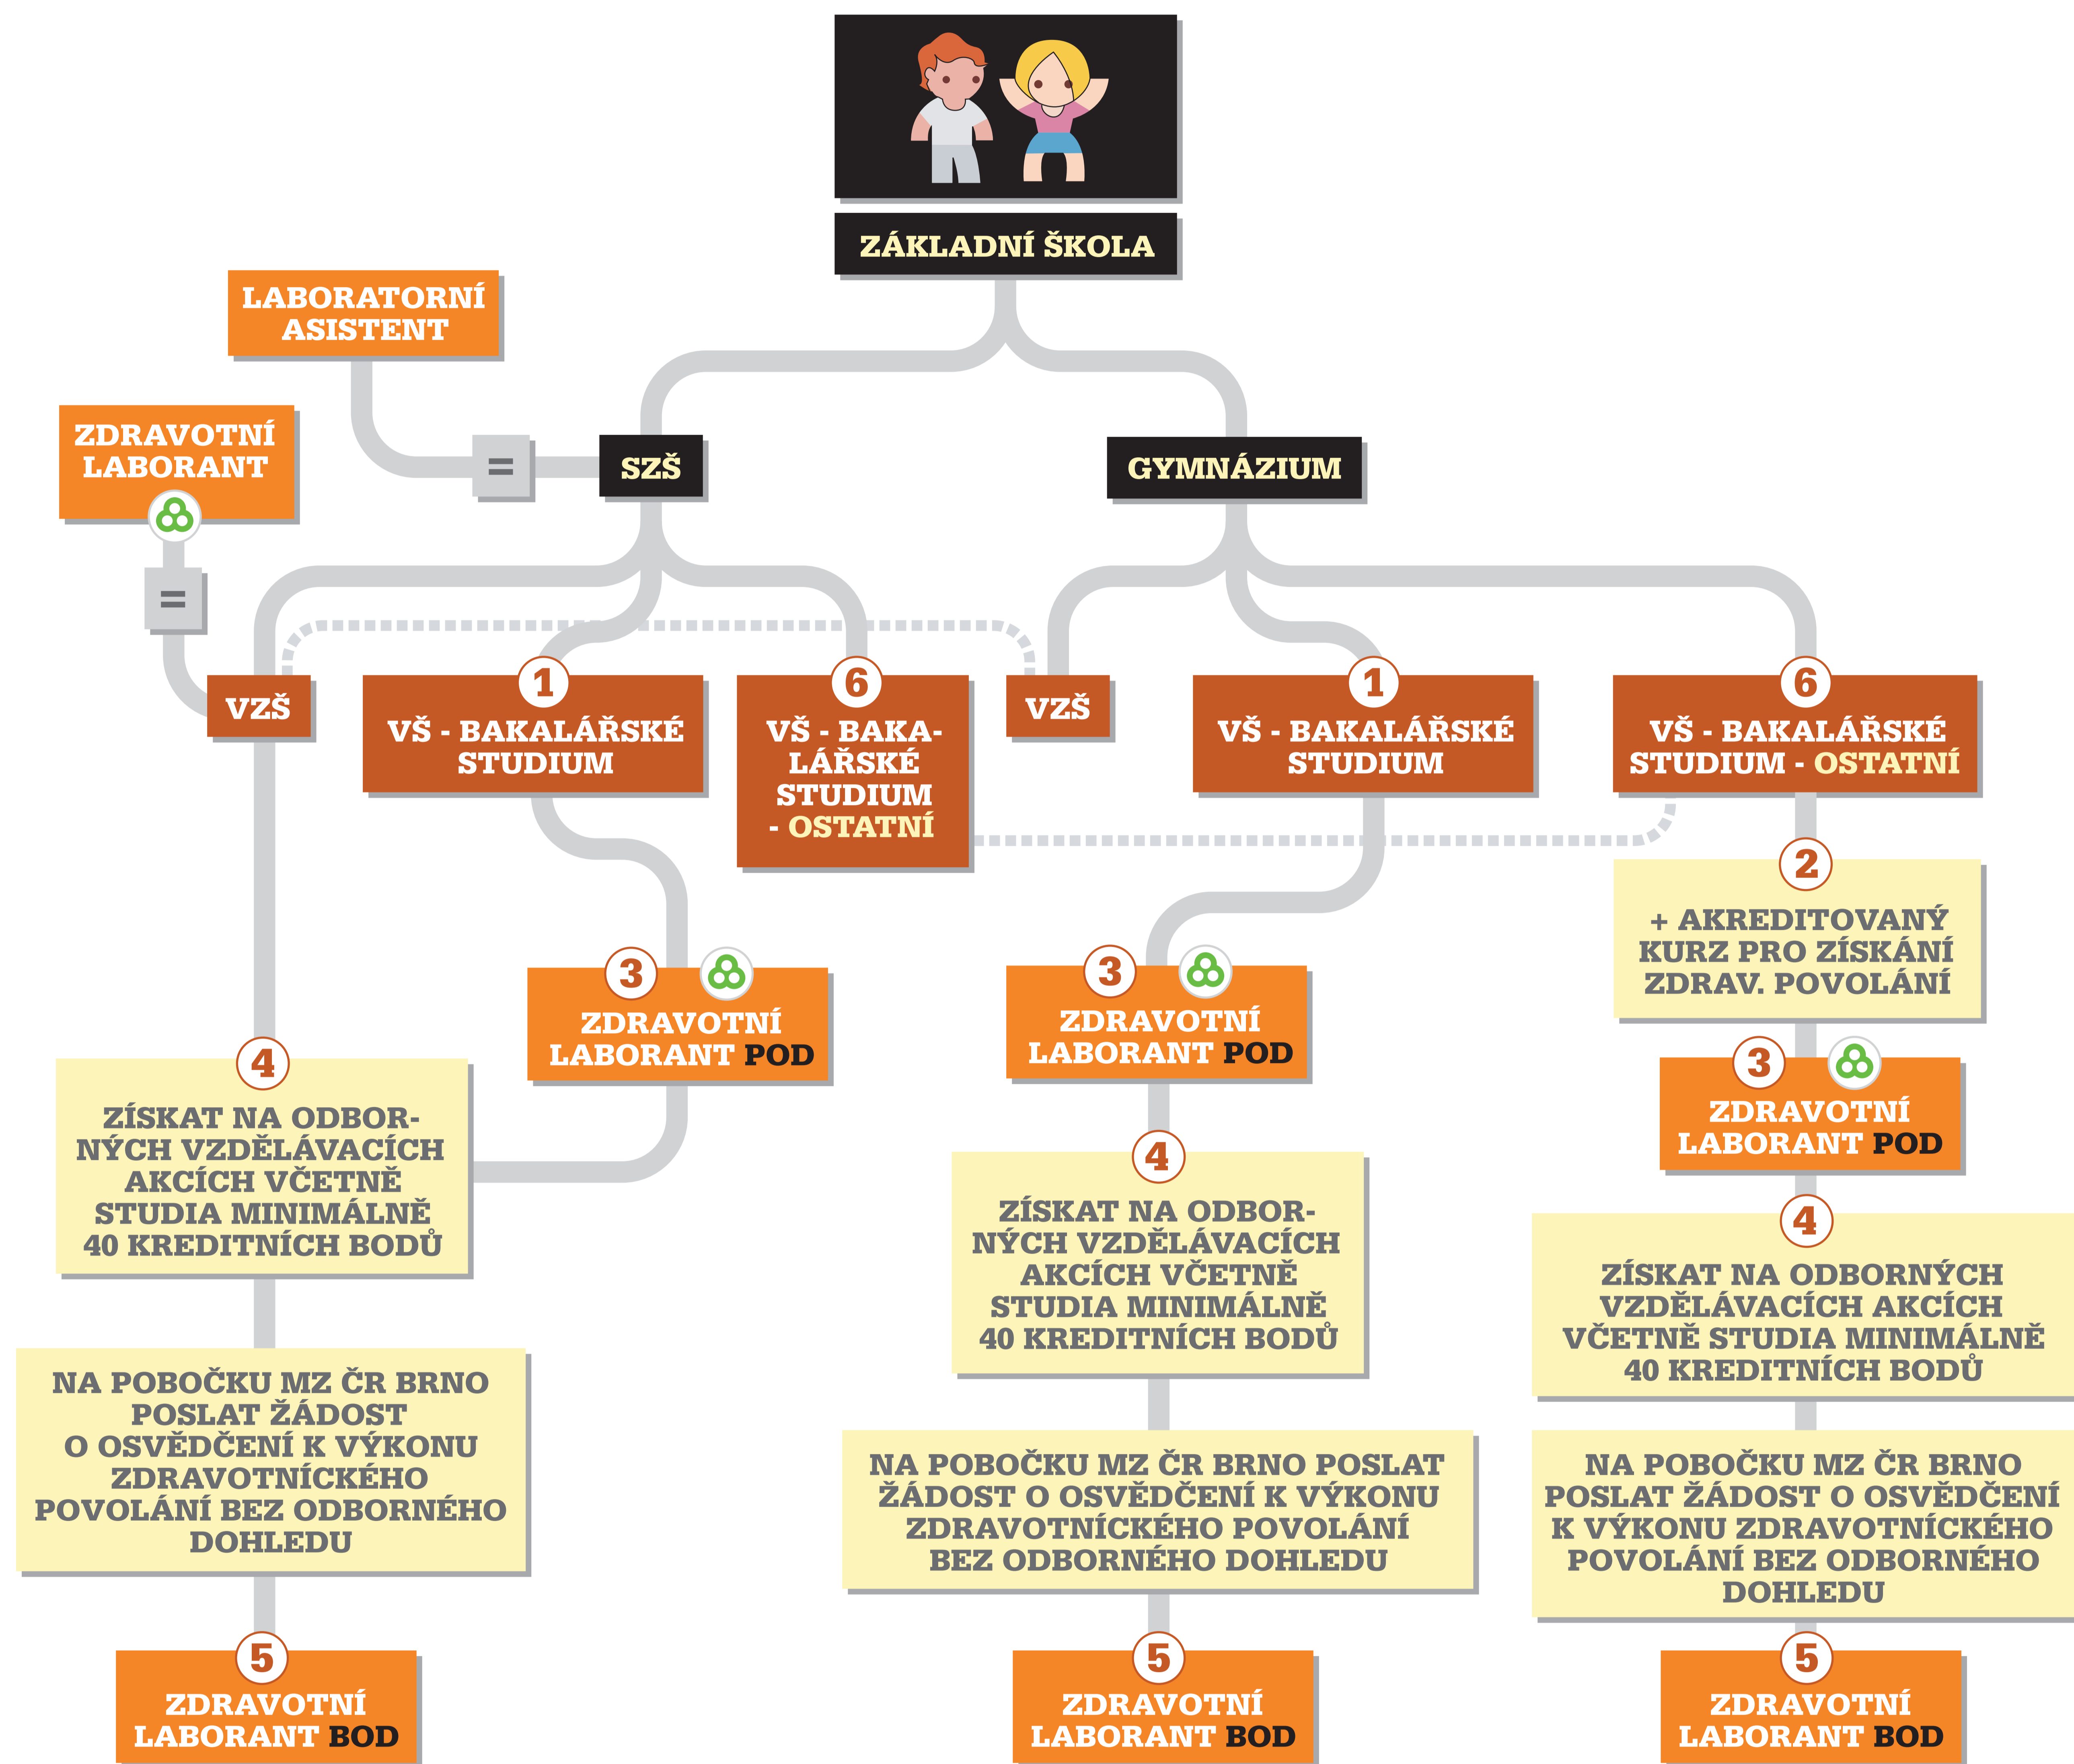 ZÁKLADNÍ ŠKOLA
LABORATORNÍ
ASISTENT
ZDRAVOTNÍ
LABORANT
=
SZŠ
GYMNÁZIUM
=
VZŠ
1
VŠ - BAKALÁŘSKÉ
STUDIUM
6
VŠ - BAKA-
LÁŘSKÉ
STUDIUM
- OSTATNÍ
VZŠ
1
VŠ - BAKALÁŘSKÉ
STUDIUM
6
VŠ - BAKALÁŘSKÉ
STUDIUM - OSTATNÍ
2
+ AKREDITOVANÝ
KURZ PRO ZÍSKÁNÍ
ZDRAV. POVOLÁNÍ
3
ZDRAVOTNÍ
LABORANT POD
3
ZDRAVOTNÍ
LABORANT POD
3
ZDRAVOTNÍ
LABORANT POD
4
ZÍSKAT NA ODBOR-
NÝCH VZDĚLÁVACÍCH
AKCÍCH VČETNĚ
STUDIA MINIMÁLNĚ
40 KREDITNÍCH BODŮ
4
ZÍSKAT NA ODBOR-
NÝCH VZDĚLÁVACÍCH
AKCÍCH VČETNĚ
STUDIA MINIMÁLNĚ
40 KREDITNÍCH BODŮ
4
ZÍSKAT NA ODBORNÝCH
VZDĚLÁVACÍCH AKCÍCH
VČETNĚ STUDIA MINIMÁLNĚ
40 KREDITNÍCH BODŮ
NA POBOČKU MZ ČR BRNO
POSLAT ŽÁDOST
O OSVĚDČENÍ K VÝKONU
ZDRAVOTNÍCKÉHO
POVOLÁNÍ BEZ ODBORNÉHO
DOHLEDU
NA POBOČKU MZ ČR BRNO POSLAT
ŽÁDOST O OSVĚDČENÍ K VÝKONU
ZDRAVOTNÍCKÉHO POVOLÁNÍ
BEZ ODBORNÉHO DOHLEDU
NA POBOČKU MZ ČR BRNO
POSLAT ŽÁDOST O OSVĚDČENÍ
K VÝKONU ZDRAVOTNÍCKÉHO
POVOLÁNÍ BEZ ODBORNÉHO
DOHLEDU
5
ZDRAVOTNÍ
LABORANT BOD
5
ZDRAVOTNÍ
LABORANT BOD
5
ZDRAVOTNÍ
LABORANT BOD